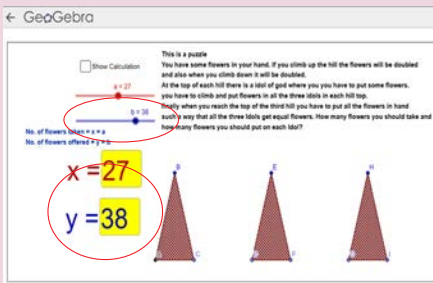 ← GeoGebra
Show Calculation
This is a puzzle
You have some flowers in your hand. if you climb up the hill the flowers will be doubled
and also when you climb down it will be doubled.
At the top of each hill there is a idol of god where you you have to put some flowers.
you have to climb and put flowers in all the three idols in each hill top.
finally when you reach the top of the third hill you have to put all the flowers in hand
such a way that all the three Idols get equal flowers. How many flowers you should take and
how many flowers you should put on each Idol?
a = 27
b = 38
No. of flowers taken = x = a
No. of flowers offered = y = b
x = 27
y = 38
B
E
H
C
F
I